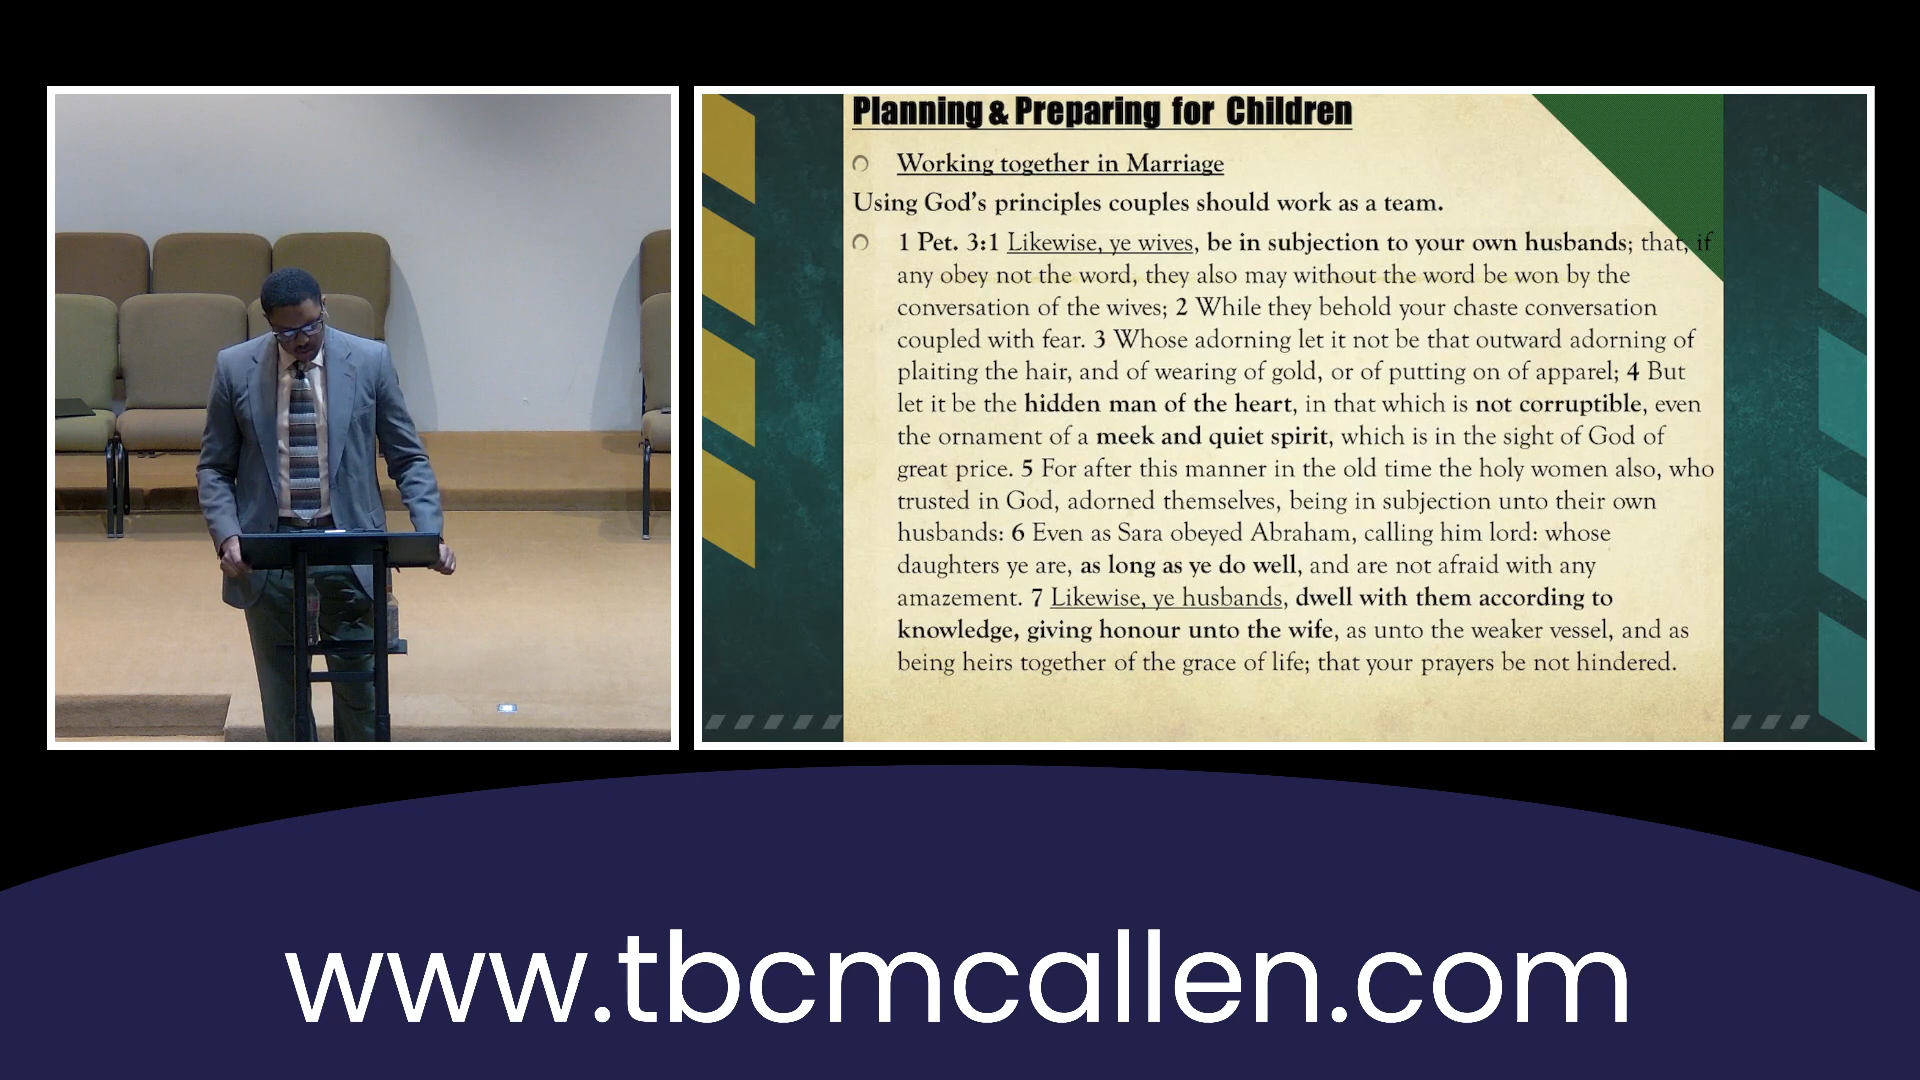 Planning & Preparing for Children
Working together in Marriage
Using God's principles couples should work as a team.
1 Pet. 3:1 Likewise, ye wives, be in subjection to your own husbands; that, if
any obey not the word, they also may without the word be won by the
conversation of the wives; 2 While they behold your chaste conversation
coupled with fear. 3 Whose adorning let it not be that outward adorning of
plaiting the hair, and of wearing of gold, or of putting on of apparel; 4 But
let it be the hidden man of the heart, in that which is not corruptible, even
the ornament of a meek and quiet spirit, which is in the sight of God of
great price. 5 For after this manner in the old time the holy women also, who
trusted in God, adorned themselves, being in subjection unto their own
husbands: 6 Even as Sara obeyed Abraham, calling him lord: whose
daughters ye are, as long as ye do well, and are not afraid with any
amazement. 7 Likewise, ye husbands, dwell with them according to
knowledge, giving honour unto the wife, as unto the weaker vessel, and as
being heirs together of the grace of life; that your prayers be not hindered.
www.tbcmcallen.com